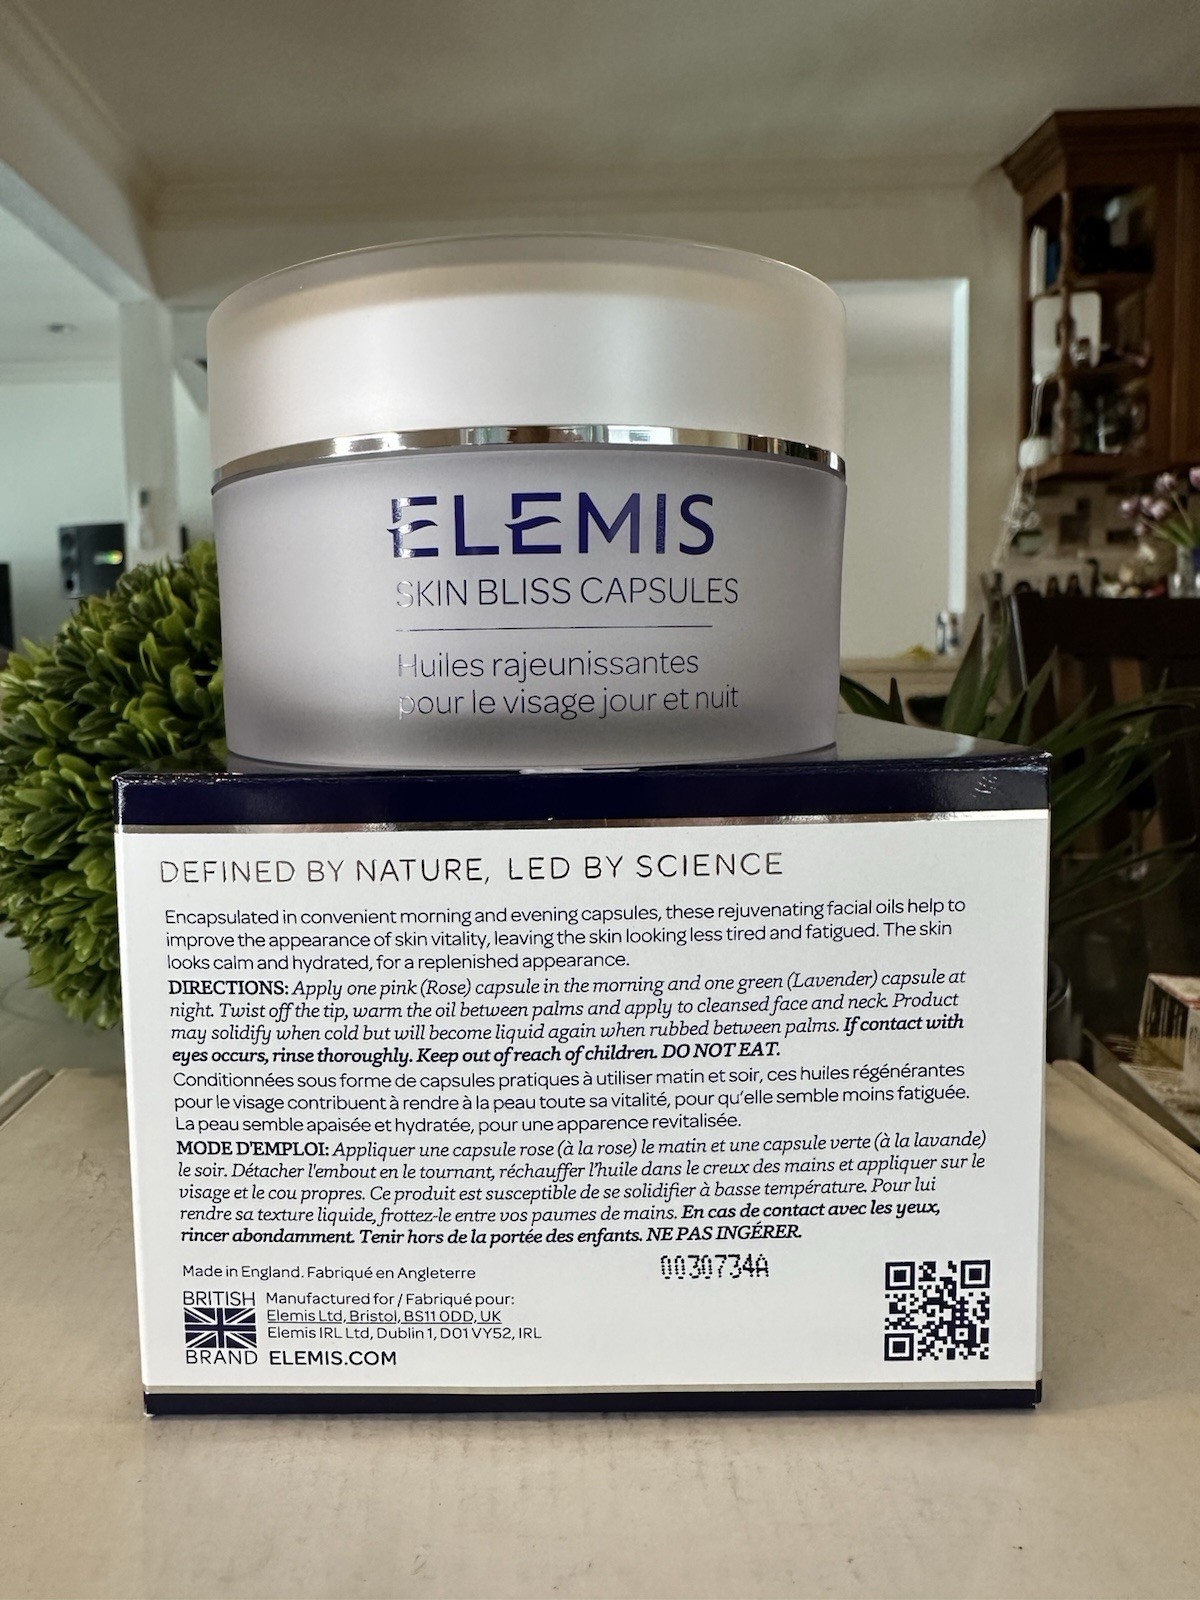 ELEMIS
SKIN BLISS CAPSULES
Huiles rajeunissantes
pour le visage jour et nuit
DEFINED BY NATURE, LED BY SCIENCE
Encapsulated in convenient morning and evening capsules, these rejuvenating facial oils help to
improve the appearance of skin vitality, leaving the skin looking less tired and fatigued. The skin
looks calm and hydrated, for a replenished appearance.
DIRECTIONS: Apply one pink (Rose) capsule in the morning and one green (Lavender) capsule at
night. Twist off the tip, warm the oil between palms and apply to cleansed face and neck. Product
may solidify when cold but will become liquid again when rubbed between palms. If contact with
eyes occurs, rinse thoroughly. Keep out of reach of children. DO NOT EAT.
Conditionnées sous forme de capsules pratiques à utiliser matin et soir, ces huiles régénérantes
pour le visage contribuent à rendre à la peau toute sa vitalité, pour qu'elle semble moins fatiguée.
La peau semble apaisée et hydratée, pour une apparence revitalisée.
MODE D'EMPLOI: Appliquer une capsule rose (à la rose) le matin et une capsule verte (à la lavande)
le soir. Détacher l'embout en le tournant, réchauffer l'huile dans le creux des mains et appliquer sur le
visage et le cou propres. Ce produit est susceptible de se solidifier à basse température. Pour lui
rendre sa texture liquide, frottez-le entre vos paumes de mains. En cas de contact avec les yeux,
rincer abondamment. Tenir hors de la portée des enfants. NE PAS INGÉRER.
0030734A
Made in England. Fabriqué en Angleterre
BRITISH
BRAND
Manufactured for / Fabriqué pour:
Elemis Ltd, Bristol, BS11 0DD, UK
Elemis IRL Ltd, Dublin 1, D01 VY52, IRL
ELEMIS.COM